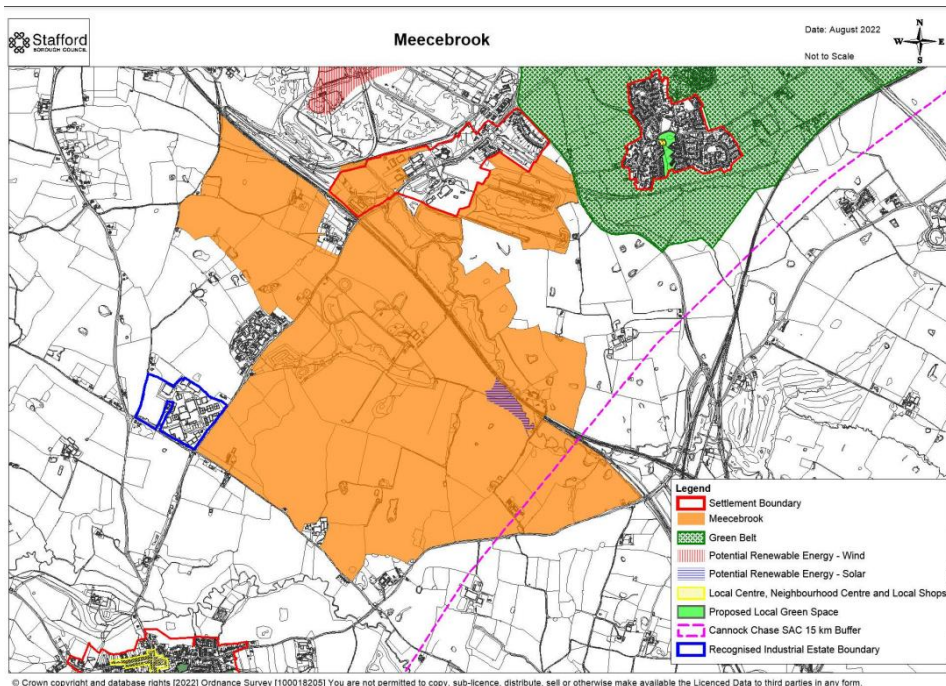 Stafford
BOROUGH COUNCIL
Meecebrook
Date: August 2022
Not to Scale
N
W
E
S
Legend
Settlement Boundary
Meecebrook
Green Belt
Potential Renewable Energy - Wind
Potential Renewable Energy - Solar
Local Centre, Neighbourhood Centre and Local Shops
Proposed Local Green Space
Cannock Chase SAC 15 km Buffer
Recognised Industrial Estate Boundary
© Crown copyright and database rights [2022] Ordnance Survey [100018205] You are not permitted to copy, sub-licence, distribute, sell or otherwise make available the Licenced Data to third parties in any form.